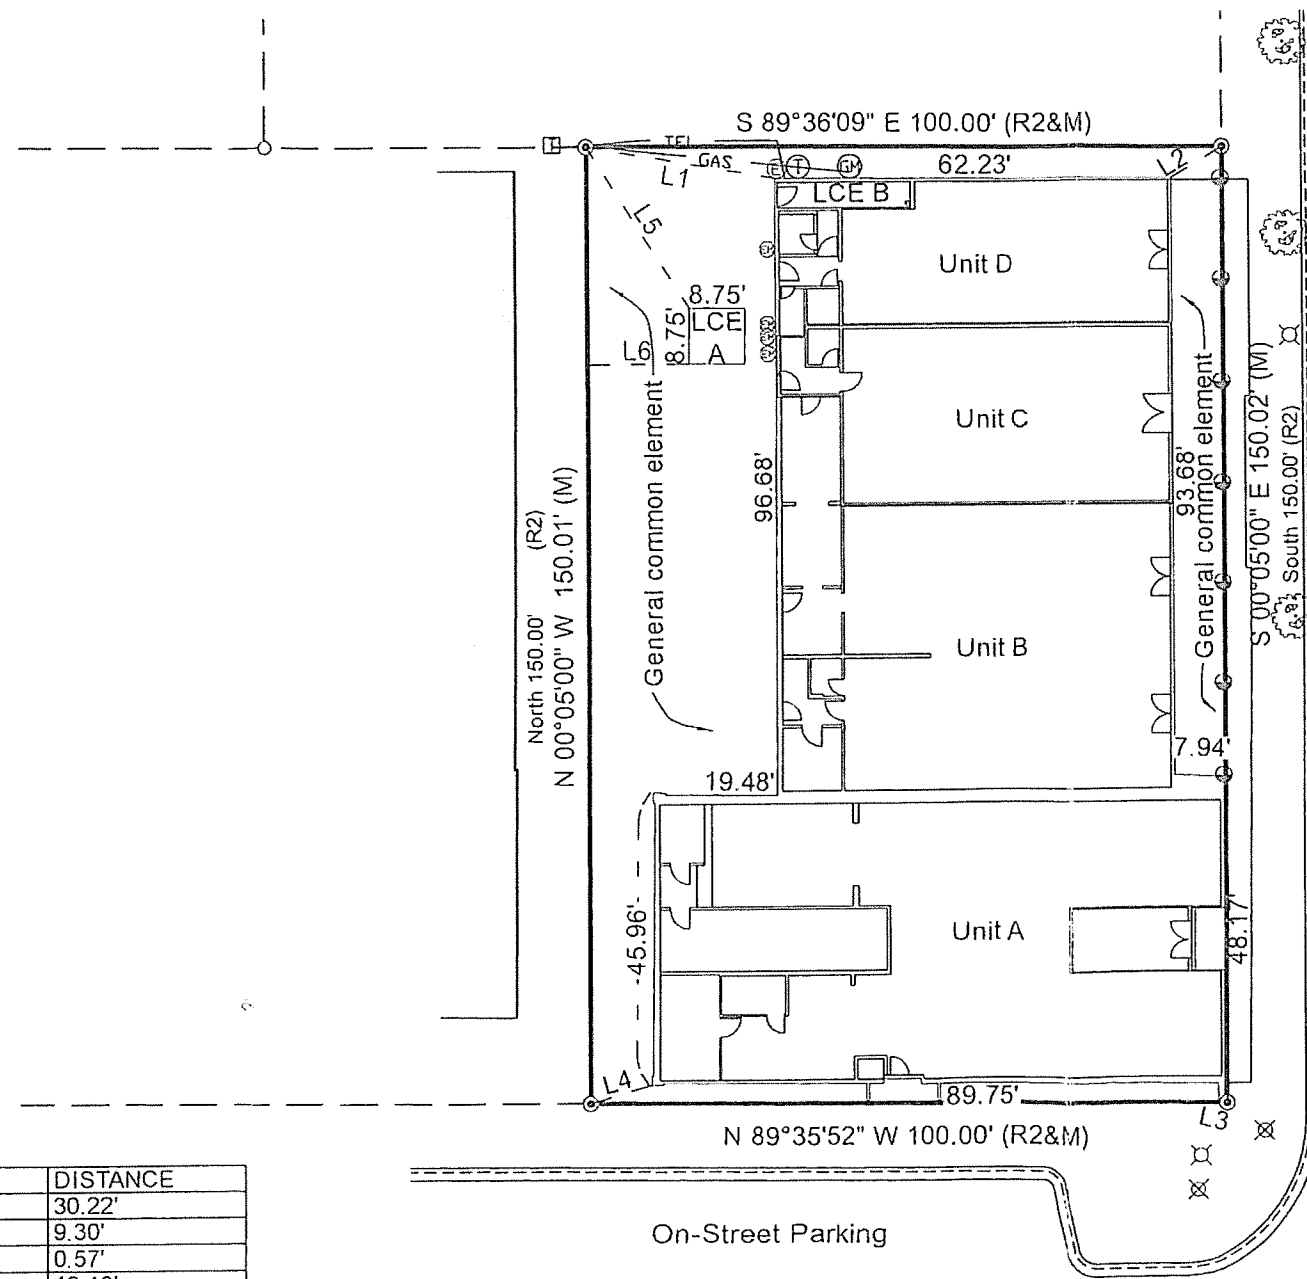 S 89°36'09" E 100.00' (R2&M)
TEL
GAS
E
T
GM
62.23'
L2
L1
LCE B
L5
Unit D
8.75'
8.75'
LCE
A
L6
General common element
Unit C
96.68'
93.68'
General common element
S 00°05'00" E 150.02' (M)
South 150.00' (R2)
North 150.00' (R2)
N 00°05'00" W 150.01' (M)
Unit B
7.94'
19.48'
45.96'
Unit A
48.17'
L4
89.75'
L3
N 89°35'52" W 100.00' (R2&M)
DISTANCE
30.22'
9.30'
0.57'
On-Street Parking